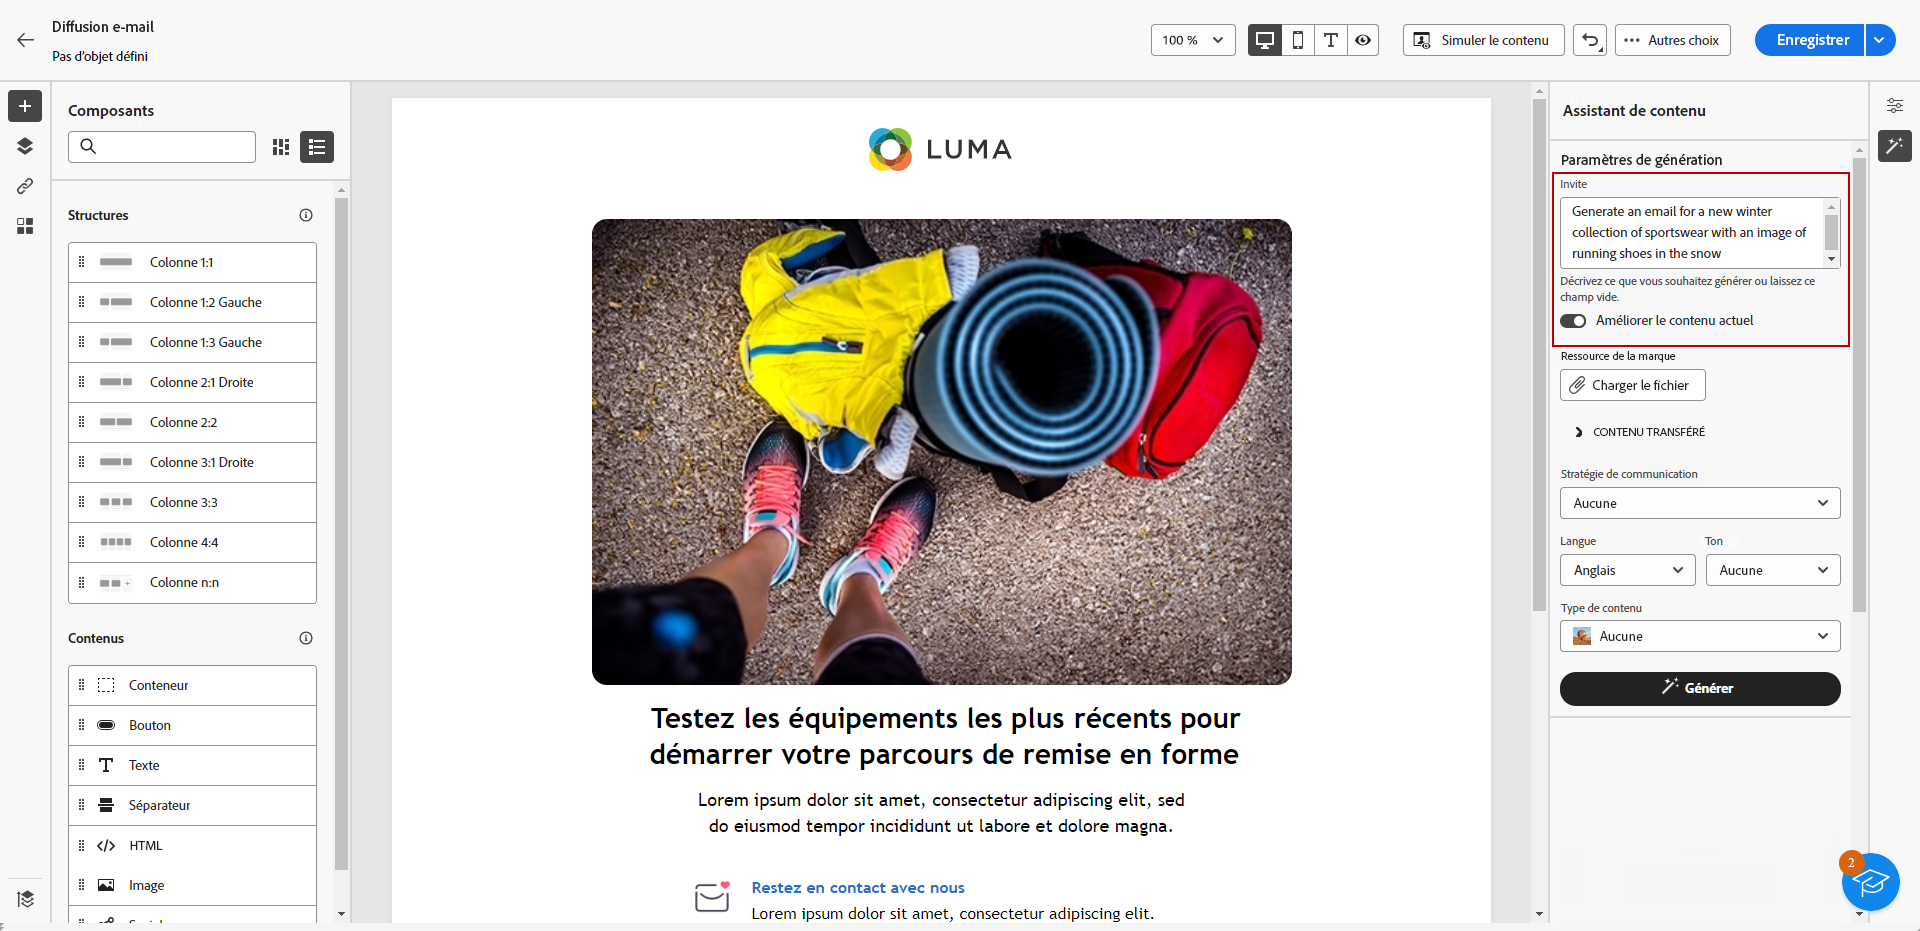 Diffusion e-mail
Pas d'objet défini
100 %
Simuler le contenu
Autres choix
Enregistrer
Composants
Structures
Colonne 1:1
Colonne 1:2 Gauche
Colonne 1:3 Gauche
Colonne 2:1 Droite
Colonne 2:2
Colonne 3:1 Droite
Colonne 3:3
Colonne 4:4
Colonne n:n
Contenus
Conteneur
Bouton
Texte
Séparateur
HTML
Image
LUMA
Testez les équipements les plus récents pour
démarrer votre parcours de remise en forme
Lorem ipsum dolor sit amet, consectetur adipiscing elit, sed
do eiusmod tempor incididunt ut labore et dolore magna.
Restez en contact avec nous
Lorem ipsum dolor sit amet, consectetur adipiscing elit.
Assistant de contenu
Paramètres de génération
Invite
Generate an email for a new winter
collection of sportswear with an image of
running shoes in the snow
Décrivez ce que vous souhaitez générer ou laissez ce
champ vide.
Améliorer le contenu actuel
Ressource de la marque
Charger le fichier
CONTENU TRANSFÉRÉ
Stratégie de communication
Aucune
Langue
Ton
Anglais
Aucune
Type de contenu
Aucune
Générer
2